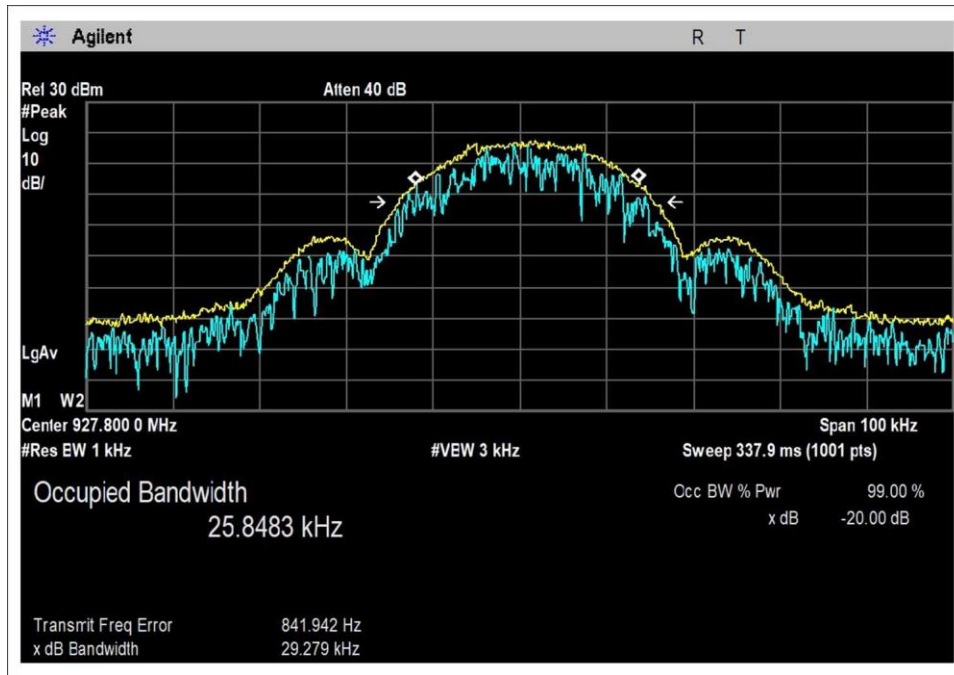 Agilent
R T
Ref 30 dBm Atten 40 dB
#Peak
Log
10
dB/
LgAv
M1 W2
Center 927.800 0 MHz Span 100 kHz
#Res BW 1 kHz #VBW 3 kHz Sweep 337.9 ms (1001 pts)
Occupied Bandwidth
25.8483 kHz
Occ BW % Pwr 99.00 %
x dB -20.00 dB
Transmit Freq Error 841.942 Hz
x dB Bandwidth 29.279 kHz